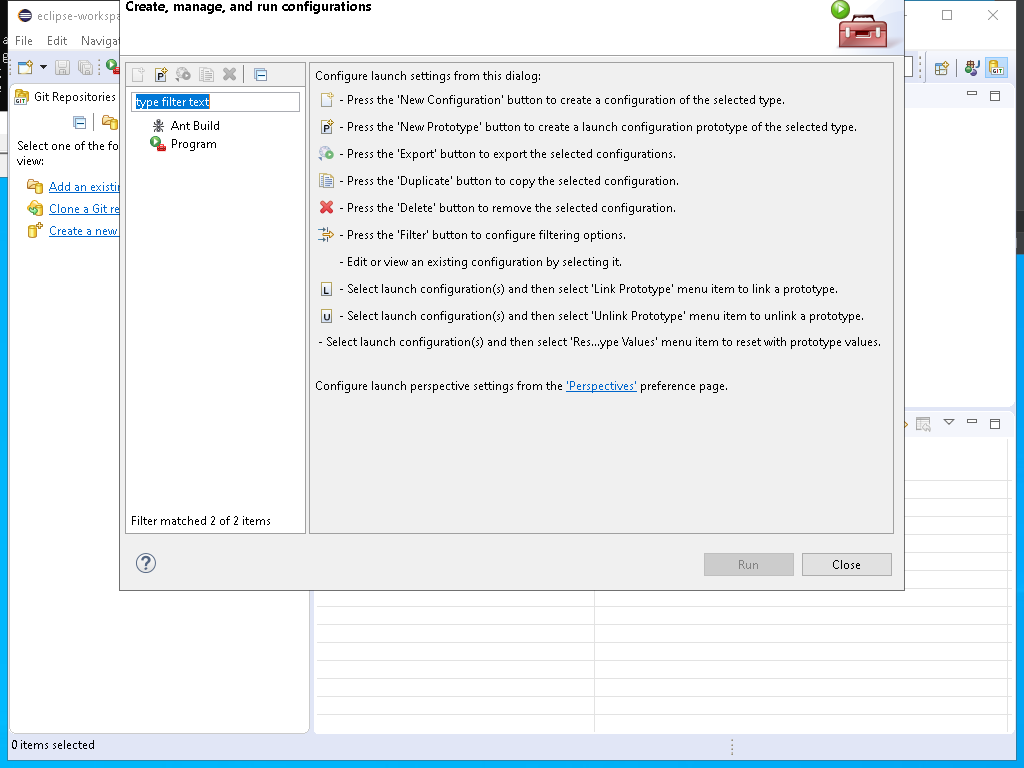 Create, manage, and run configurations
eclipse-workspa
File Edit Navigat
type filter text
Ant Build
Program
Filter matched 2 of 2 items
Configure launch settings from this dialog:
- Press the 'New Configuration' button to create a configuration of the selected type.
- Press the 'New Prototype' button to create a launch configuration prototype of the selected type.
- Press the 'Export' button to export the selected configurations.
- Press the 'Duplicate' button to copy the selected configuration.
- Press the 'Delete' button to remove the selected configuration.
- Press the 'Filter' button to configure filtering options.
- Edit or view an existing configuration by selecting it.
L - Select launch configuration(s) and then select 'Link Prototype' menu item to link a prototype.
U - Select launch configuration(s) and then select 'Unlink Prototype' menu item to unlink a prototype.
- Select launch configuration(s) and then select 'Res...ype Values' menu item to reset with prototype values.
Configure launch perspective settings from the 'Perspectives' preference page.
Run
Close
Git Repositories
Select one of the fo
view:
Add an existin
Clone a Git re
Create a new
0 items selected